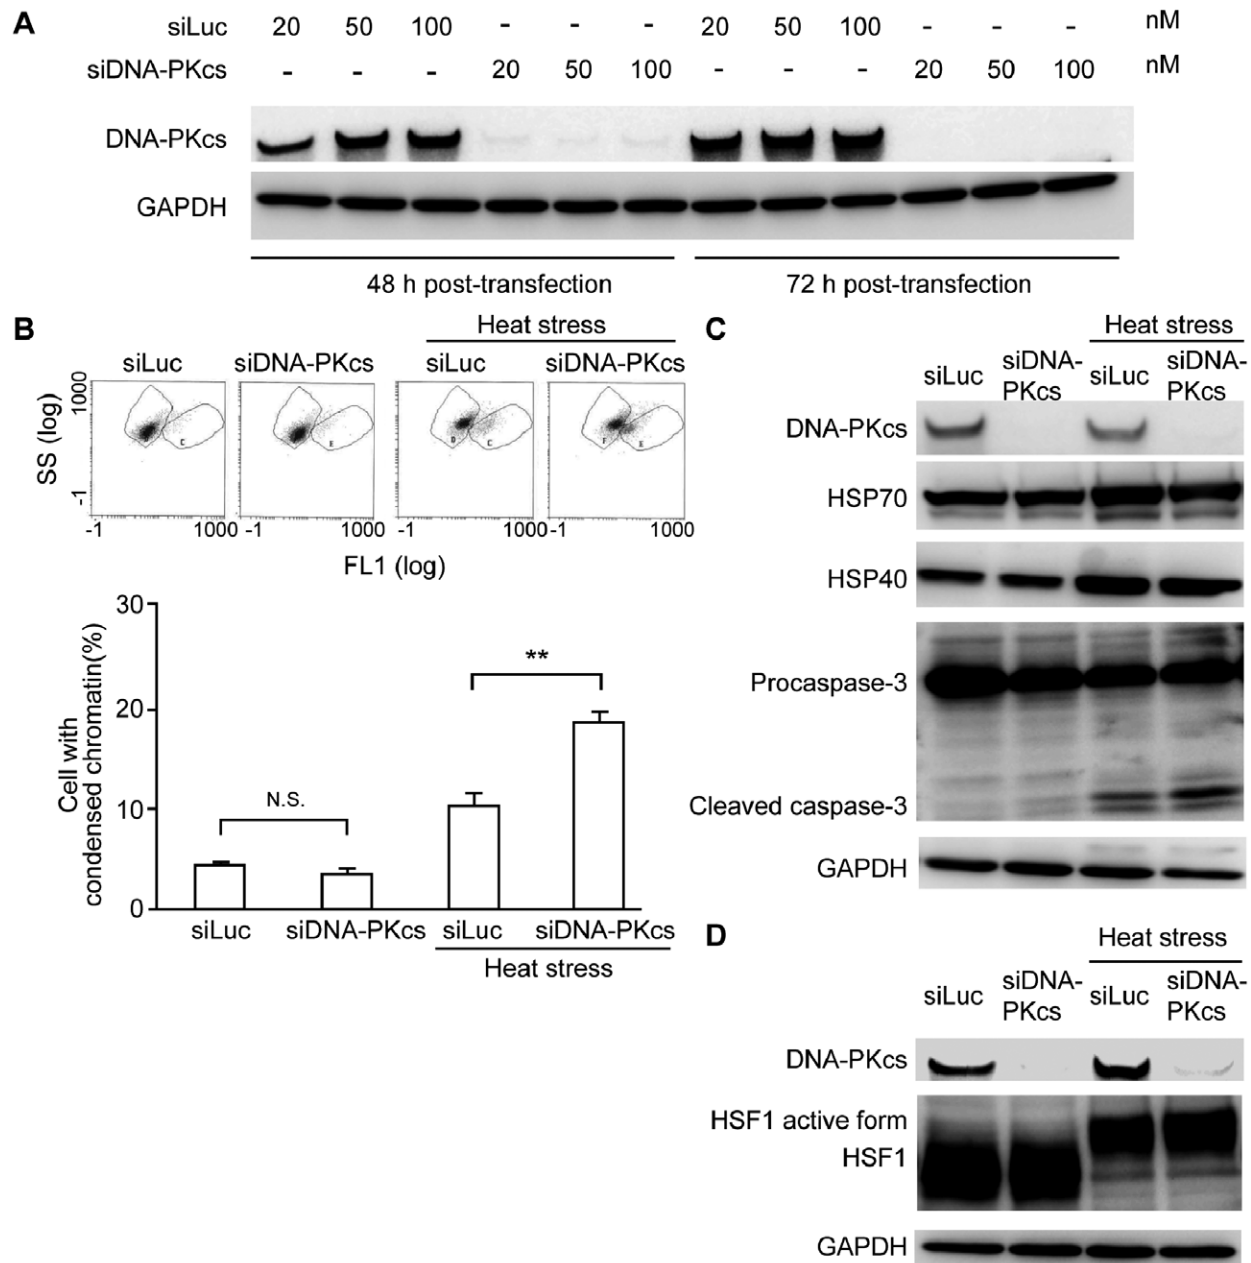 A
siLuc 20 50 100 - - - 20 50 100 - - - nM
siDNA-PKcs - - - 20 50 100 - - - 20 50 100 nM
DNA-PKcs
GAPDH
48 h post-transfection 72 h post-transfection
B
Heat stress
siLuc siDNA-PKcs siLuc siDNA-PKcs
SS (log)
1000
-1
C
E
D C
F E
-1 1000 -1 1000 -1 1000 -1 1000
FL1 (log)
Cell with
condensed chromatin(%)
30
20
10
0
N.S.
**
siLuc siDNA-PKcs siLuc siDNA-PKcs
Heat stress
C
Heat stress
siLuc siDNA-
PKcs siLuc siDNA-
PKcs
DNA-PKcs
HSP70
HSP40
Procaspase-3
Cleaved caspase-3
GAPDH
D
Heat stress
siLuc siDNA-
PKcs siLuc siDNA-
PKcs
DNA-PKcs
HSF1 active form
HSF1
GAPDH